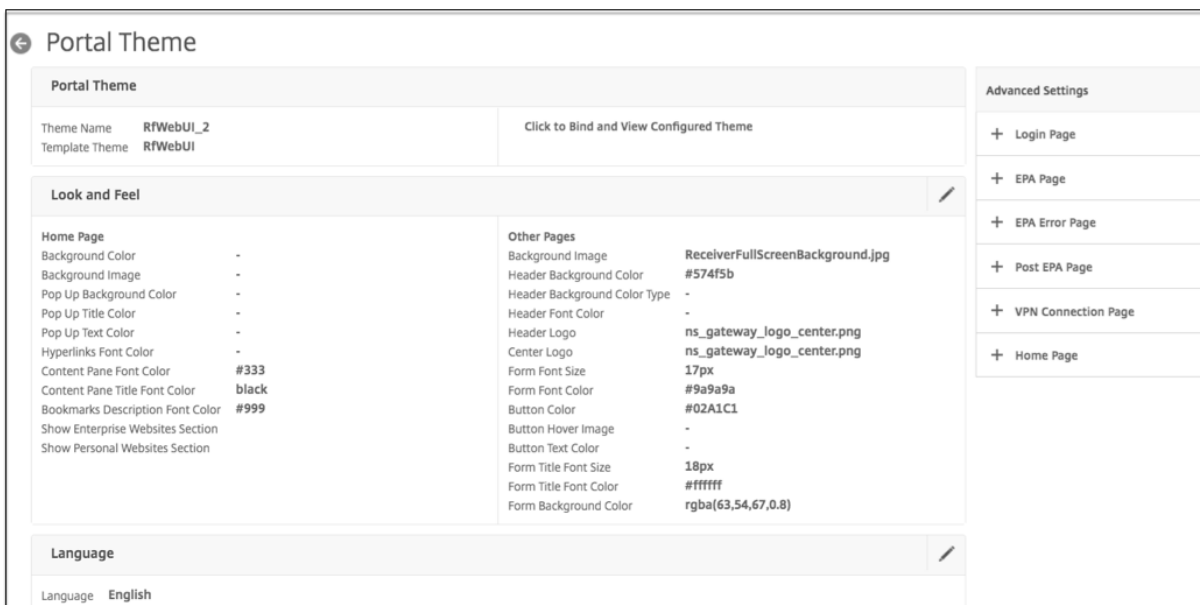 Portal Theme
Portal Theme
Theme Name RfWebUI_2
Template Theme RfWebUI
Click to Bind and View Configured Theme
Look and Feel
Home Page
Background Color -
Background Image -
Pop Up Background Color -
Pop Up Title Color -
Pop Up Text Color -
Hyperlinks Font Color -
Content Pane Font Color #333
Content Pane Title Font Color black
Bookmarks Description Font Color #999
Show Enterprise Websites Section
Show Personal Websites Section
Other Pages
Background Image ReceiverFullScreenBackground.jpg
Header Background Color #574f5b
Header Background Color Type -
Header Font Color -
Header Logo ns_gateway_logo_center.png
Center Logo ns_gateway_logo_center.png
Form Font Size 17px
Form Font Color #9a9a9a
Button Color #02A1C1
Button Hover Image -
Button Text Color -
Form Title Font Size 18px
Form Title Font Color #ffffff
Form Background Color rgba(63,54,67,0.8)
Language
Language English
Advanced Settings
+ Login Page
+ EPA Page
+ EPA Error Page
+ Post EPA Page
+ VPN Connection Page
+ Home Page